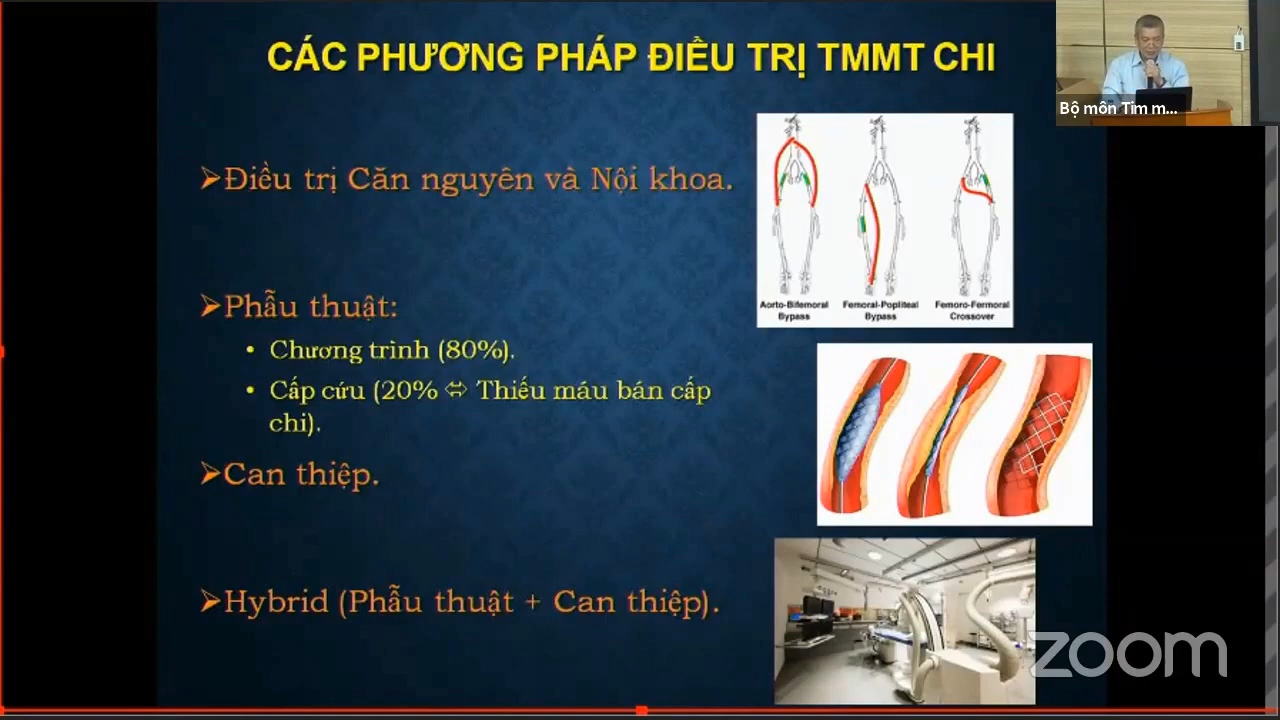 CÁC PHƯƠNG PHÁP ĐIỀU TRỊ TMMT CHI
Bộ môn Tim m...
➢Điều trị Căn nguyên và Nội khoa.
Aorto-Bifemoral
Bypass
Femoral-Popliteal
Bypass
Femoro-Femoral
Crossover
➢Phẫu thuật:
• Chương trình (80%).
• Cấp cứu (20% ⇔ Thiếu máu bán cấp
chi).
➢Can thiệp.
➢Hybrid (Phẫu thuật + Can thiệp).
zoom